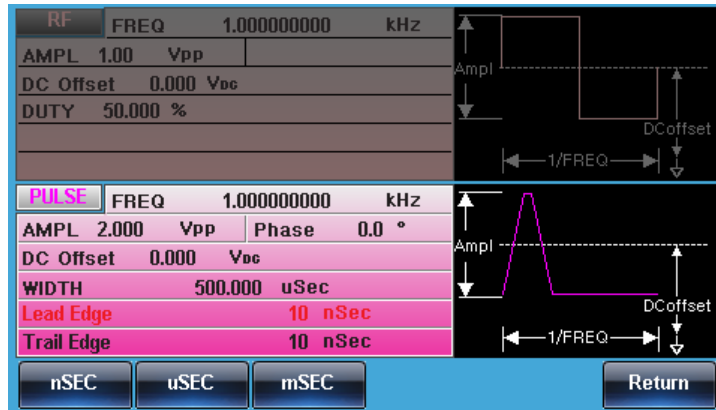 RF FREQ 1.000000000 kHz
AMPL 1.00 Vpp
DC Offset 0.000 VDC
DUTY 50.000 %
Ampl
DCoffset
1/FREQ
PULSE FREQ 1.000000000 kHz
AMPL 2.000 Vpp Phase 0.0 °
DC Offset 0.000 VDC
WIDTH 500.000 uSec
Lead Edge 10 nSec
Trail Edge 10 nSec
Ampl
DCoffset
1/FREQ
nSEC uSEC mSEC Return